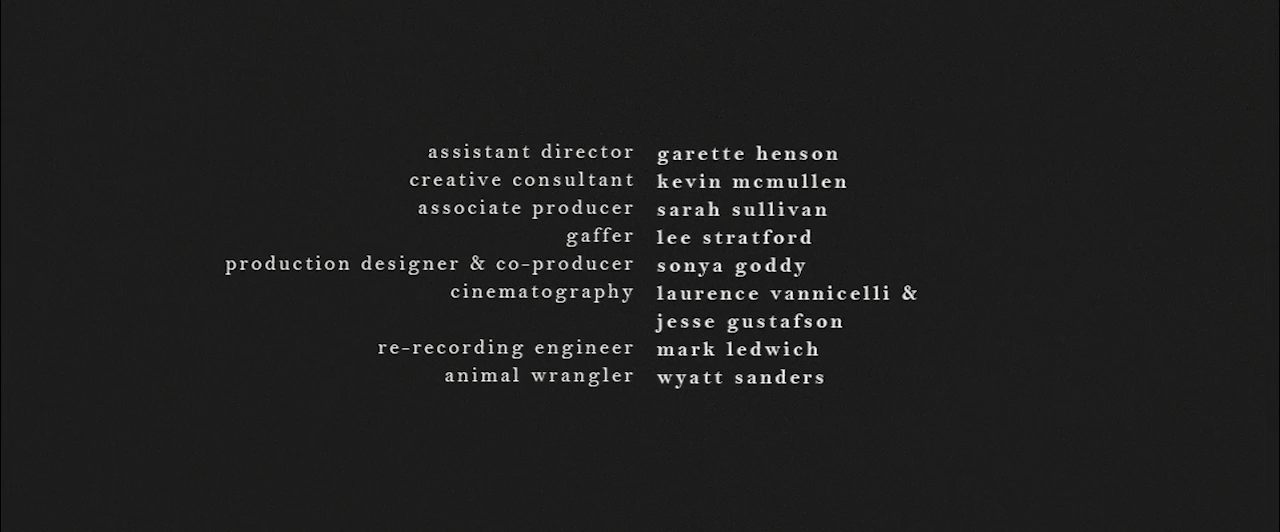 assistant director garette henson
creative consultant kevin mcmullen
associate producer sarah sullivan
gaffer lee stratford
production designer & co-producer sonya goddy
cinematography laurence vannicelli &
jesse gustafson
re-recording engineer mark ledwich
animal wrangler wyatt sanders